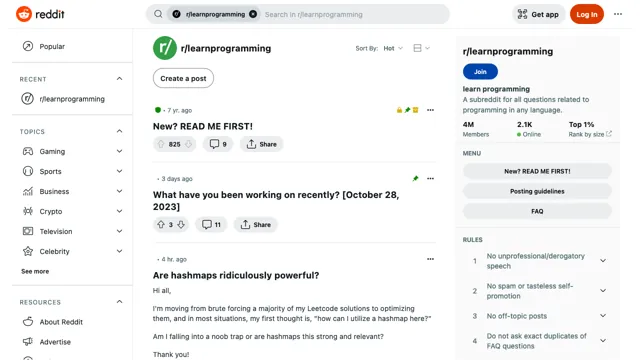 reddit
r/learnprogramming
Search in r/learnprogramming
Get app
Log In
Popular
RECENT
r/learnprogramming
TOPICS
Gaming
Sports
Business
Crypto
Television
Celebrity
See more
RESOURCES
About Reddit
Advertise
r/
r/learnprogramming
Sort By: Hot
Create a post
• 7 yr. ago
New? READ ME FIRST!
825
9
Share
• 3 days ago
What have you been working on recently? [October 28,
2023]
3
11
Share
• 4 hr. ago
Are hashmaps ridiculously powerful?
Hi all,
I'm moving from brute forcing a majority of my Leetcode solutions to optimizing
them, and in most situations, my first thought is, "how can I utilize a hashmap here?"
Am I falling into a noob trap or are hashmaps this strong and relevant?
Thank you!
r/learnprogramming
Join
learn programming
A subreddit for all questions related to
programming in any language.
4M 2.1K Top 1%
Members Online Rank by size
MENU
New? READ ME FIRST!
Posting guidelines
FAQ
RULES
1 No unprofessional/derogatory
speech
2 No spam or tasteless self-
promotion
3 No off-topic posts
4 Do not ask exact duplicates of
FAQ questions